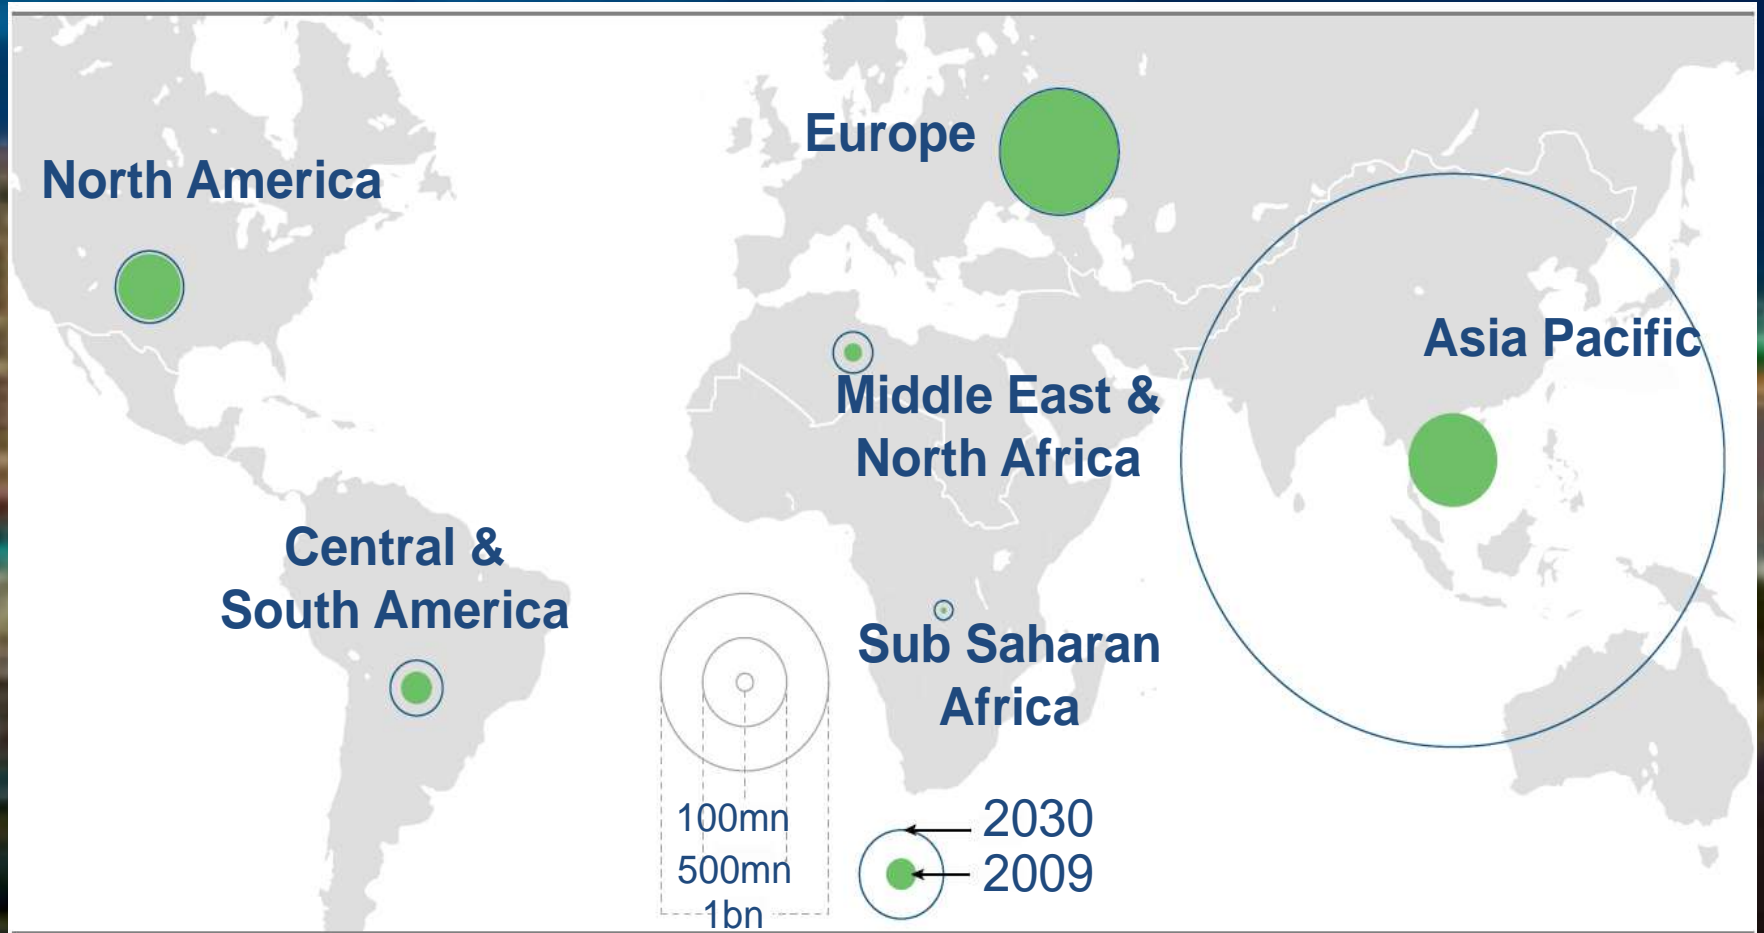 Europe
North America
Asia Pacific
Middle East &
North Africa
Central &
South America
Sub Saharan
Africa
100mn
500mn
1bn
2030
2009